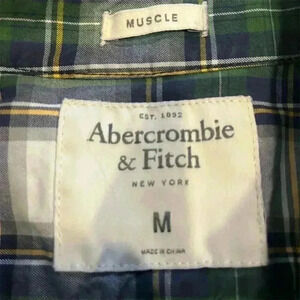 MUSCLE
EST. 1892
Abercrombie
& Fitch
NEW YORK
M
MADE IN CHINA